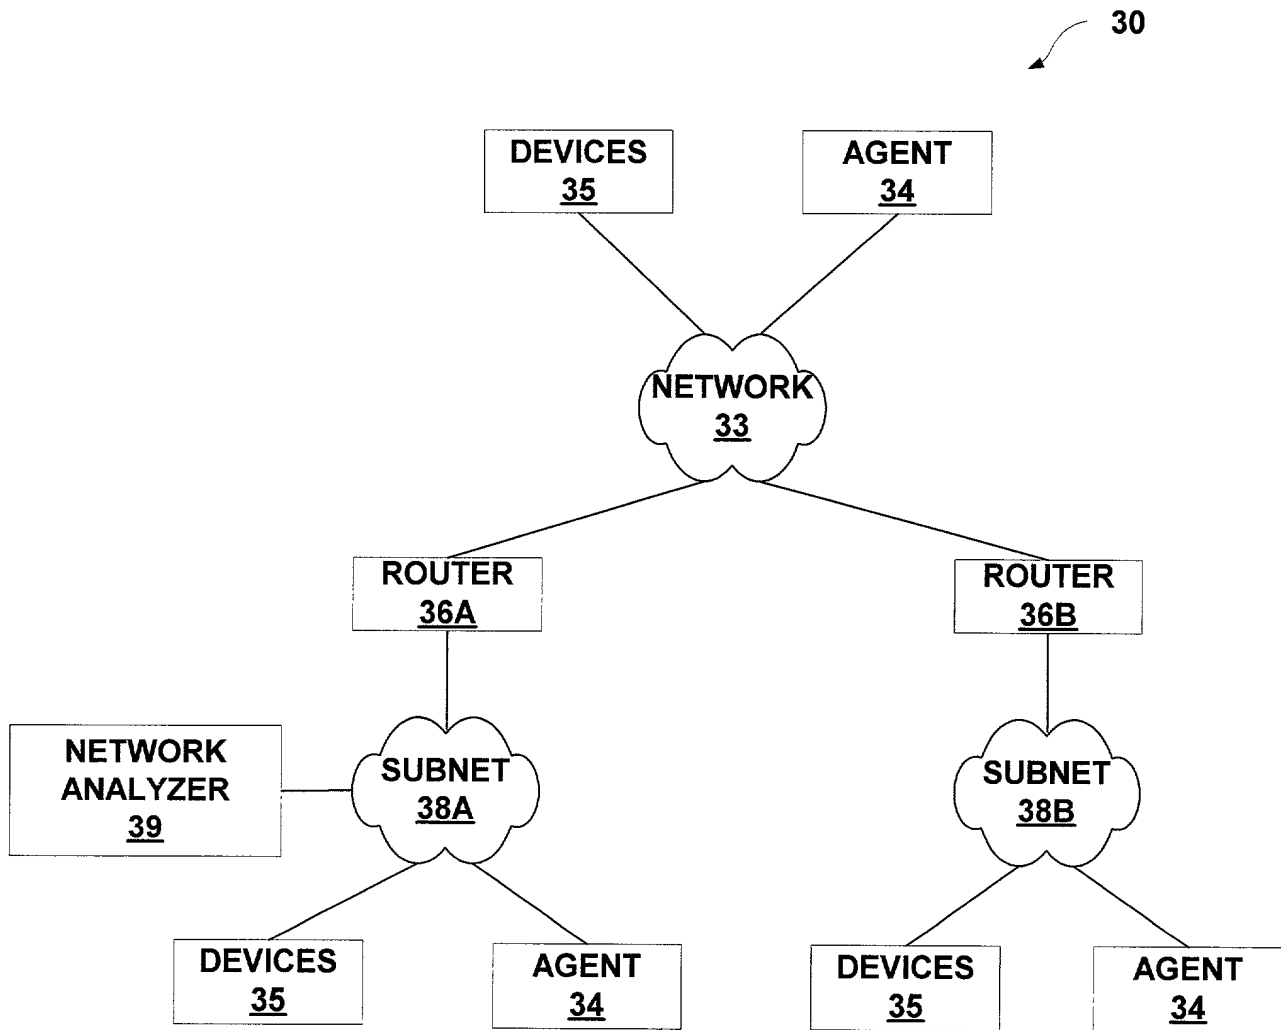 30
DEVICES
35
AGENT
34
NETWORK
33
ROUTER
36A
ROUTER
36B
NETWORK
ANALYZER
39
SUBNET
38A
SUBNET
38B
DEVICES
35
AGENT
34
DEVICES
35
AGENT
34